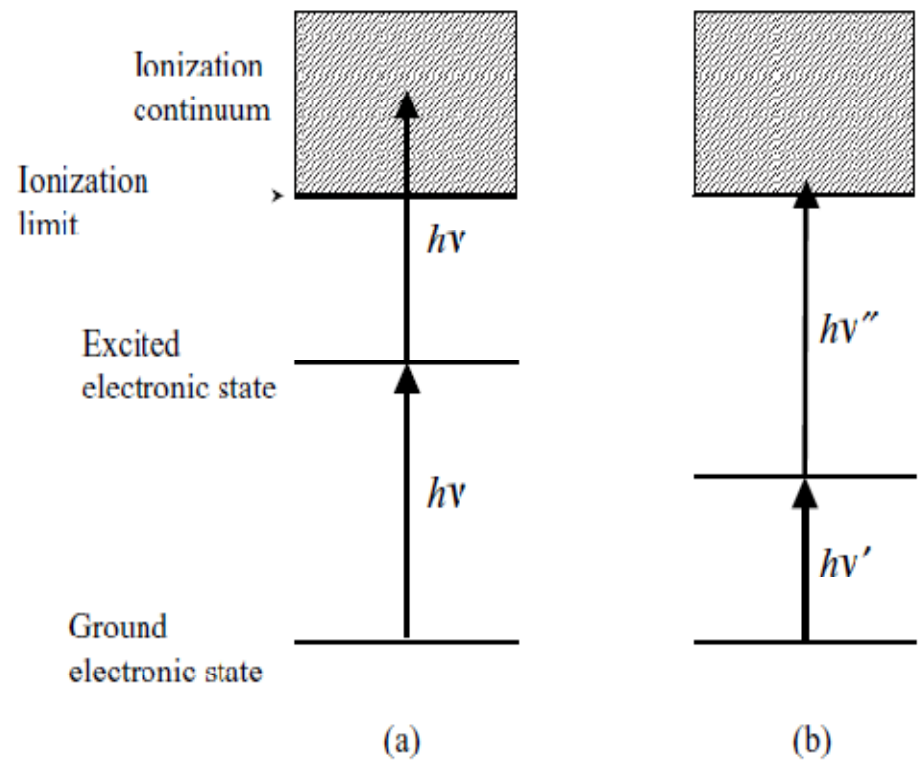 Ionization
continuum
Ionization
limit
hν
hν″
Excited
electronic state
hν
hν′
Ground
electronic state
(a)
(b)